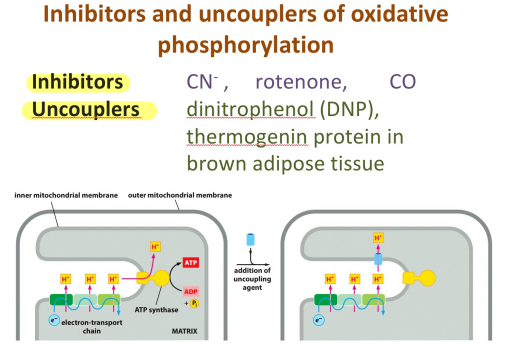 Inhibitors and uncouplers of oxidative
phosphorylation
Inhibitors CN⁻ , rotenone, CO
Uncouplers dinitrophenol (DNP),
thermogenin protein in
brown adipose tissue
inner mitochondrial membrane outer mitochondrial membrane
H⁺
H⁺
ATP
H⁺ H⁺ H⁺
addition of
uncoupling
agent
H⁺ H⁺ H⁺
ADP
+ Pi
ATP synthase
e⁻
electron-transport
chain
MATRIX
e⁻